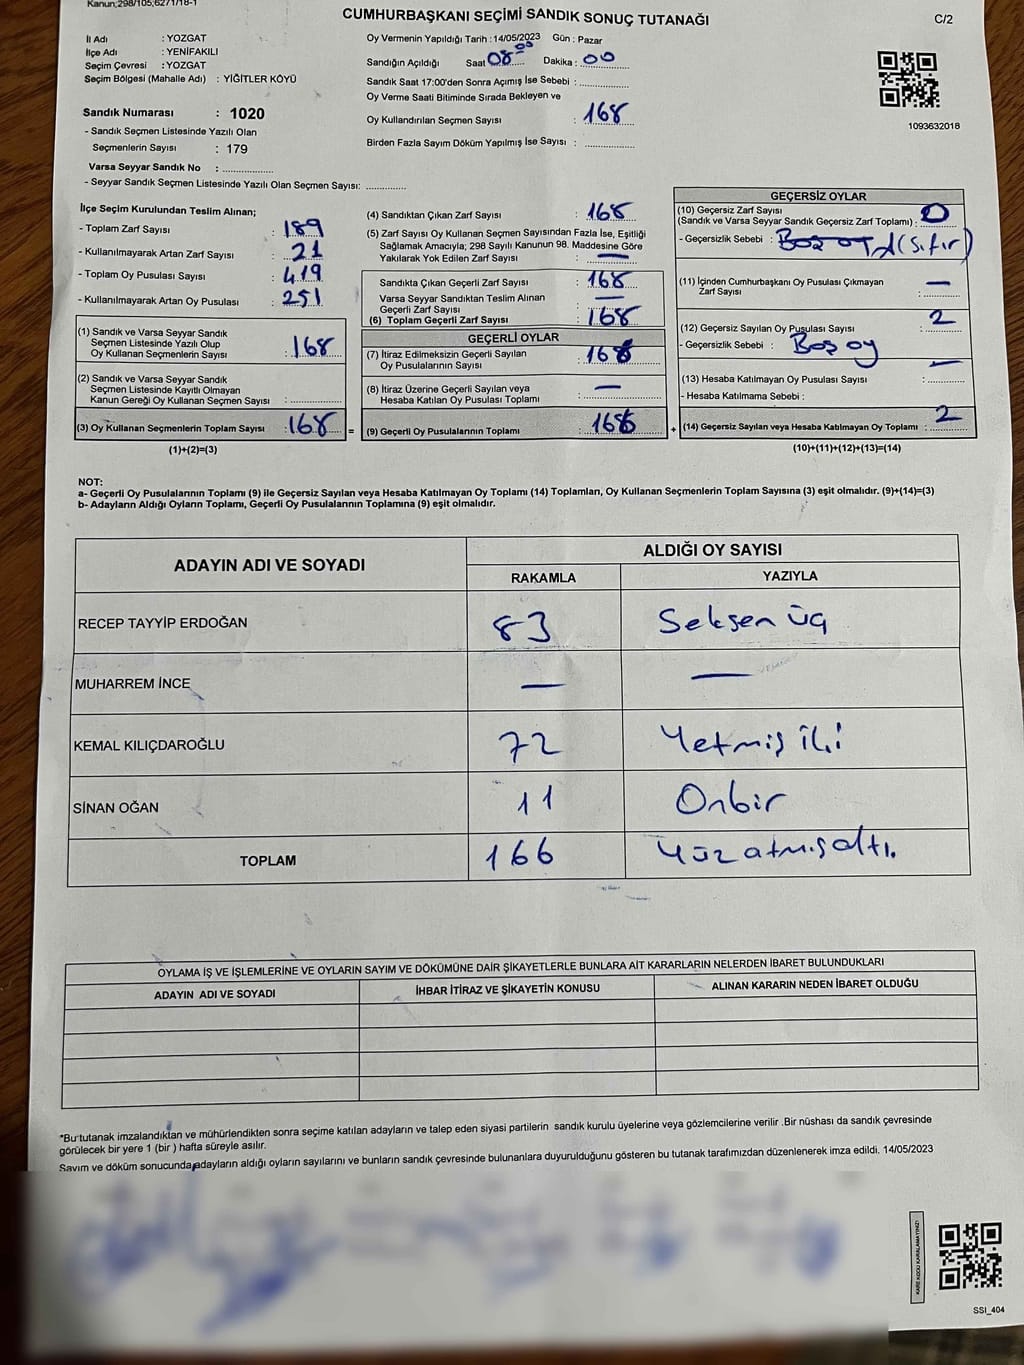 Kanun;298/105,6271/18-1
CUMHURBAŞKANI SEÇİMİ SANDIK SONUÇ TUTANAĞI
C/2
İl Adı : YOZGAT
İlçe Adı : YENİFAKILI
Seçim Çevresi : YOZGAT
Seçim Bölgesi (Mahalle Adı) : YİĞİTLER KÖYÜ
Oy Vermenin Yapıldığı Tarih : 14/05/2023 Gün : Pazar
Sandığın Açıldığı Saat 08 00 Dakika : 00
Sandık Saat 17:00'den Sonra Açımış İse Sebebi :
Oy Verme Saati Bitiminde Sırada Bekleyen ve
Oy Kullandırılan Seçmen Sayısı : 168
Birden Fazla Sayım Döküm Yapılmış İse Sayısı :
1093632018
Sandık Numarası : 1020
- Sandık Seçmen Listesinde Yazılı Olan
Seçmenlerin Sayısı : 179
Varsa Seyyar Sandık No :
- Seyyar Sandık Seçmen Listesinde Yazılı Olan Seçmen Sayısı:
İlçe Seçim Kurulundan Teslim Alınan;
- Toplam Zarf Sayısı : 189
- Kullanılmayarak Artan Zarf Sayısı : 21
- Toplam Oy Pusulası Sayısı : 419
- Kullanılmayarak Artan Oy Pusulası : 251
(1) Sandık ve Varsa Seyyar Sandık
Seçmen Listesinde Yazılı Olup
Oy Kullanan Seçmenlerin Sayısı : 168
(2) Sandık ve Varsa Seyyar Sandık
Seçmen Listesinde Kayıtlı Olmayan
Kanun Gereği Oy Kullanan Seçmen Sayısı :
(3) Oy Kullanan Seçmenlerin Toplam Sayısı : 168 =
(1)+(2)=(3)
(4) Sandıktan Çıkan Zarf Sayısı : 168
(5) Zarf Sayısı Oy Kullanan Seçmen Sayısından Fazla İse, Eşitliği
Sağlamak Amacıyla; 298 Sayılı Kanunun 98. Maddesine Göre
Yakılarak Yok Edilen Zarf Sayısı : —
Sandıkta Çıkan Geçerli Zarf Sayısı : 168
Varsa Seyyar Sandıktan Teslim Alınan
Geçerli Zarf Sayısı : —
(6) Toplam Geçerli Zarf Sayısı : 168
GEÇERLİ OYLAR
(7) İtiraz Edilmeksizin Geçerli Sayılan
Oy Pusulalarının Sayısı : 166
(8) İtiraz Üzerine Geçerli Sayılan veya
Hesaba Katılan Oy Pusulası Toplamı : —
(9) Geçerli Oy Pusulalarının Toplamı : 166 +
GEÇERSİZ OYLAR
(10) Geçersiz Zarf Sayısı
(Sandık ve Varsa Seyyar Sandık Geçersiz Zarf Toplamı) : 0
- Geçersizlik Sebebi : (Sıfır)
(11) İçinden Cumhurbaşkanı Oy Pusulası Çıkmayan
Zarf Sayısı : —
(12) Geçersiz Sayılan Oy Pusulası Sayısı : 2
- Geçersizlik Sebebi : Boş oy
(13) Hesaba Katılmayan Oy Pusulası Sayısı : —
- Hesaba Katılmama Sebebi :
(14) Geçersiz Sayılan veya Hesaba Katılmayan Oy Toplamı : 2
(10)+(11)+(12)+(13)=(14)
NOT:
a- Geçerli Oy Pusulalarının Toplamı (9) ile Geçersiz Sayılan veya Hesaba Katılmayan Oy Toplamı (14) Toplamları, Oy Kullanan Seçmenlerin Toplam Sayısına (3) eşit olmalıdır. (9)+(14)=(3)
b- Adayların Aldığı Oyların Toplamı, Geçerli Oy Pusulalarının Toplamına (9) eşit olmalıdır.
ADAYIN ADI VE SOYADI
ALDIĞI OY SAYISI
RAKAMLA YAZIYLA
RECEP TAYYİP ERDOĞAN 83 Seksen üç
MUHARREM İNCE — —
KEMAL KILIÇDAROĞLU 72 Yetmiş iki
SİNAN OĞAN 11 Onbir
TOPLAM 166 Yüz atmış altı.
OYLAMA İŞ VE İŞLEMLERİNE VE OYLARIN SAYIM VE DÖKÜMÜNE DAİR ŞİKAYETLERLE BUNLARA AİT KARARLARIN NELERDEN İBARET BULUNDUKLARI
ADAYIN ADI VE SOYADI İHBAR İTİRAZ VE ŞİKAYETİN KONUSU ALINAN KARARIN NEDEN İBARET OLDUĞU
*Bu tutanak imzalandıktan ve mühürlendikten sonra seçime katılan adayların ve talep eden siyasi partilerin sandık kurulu üyelerine veya gözlemcilerine verilir .Bir nüshası da sandık çevresinde
görülecek bir yere 1 (bir ) hafta süreyle asılır.
Sayım ve döküm sonucunda adayların aldığı oyların sayılarını ve bunların sandık çevresinde bulunanlara duyurulduğunu gösteren bu tutanak tarafımızdan düzenlenerek imza edildi. 14/05/2023
KARE KODU KARALAMAYINIZ!
SSI_404